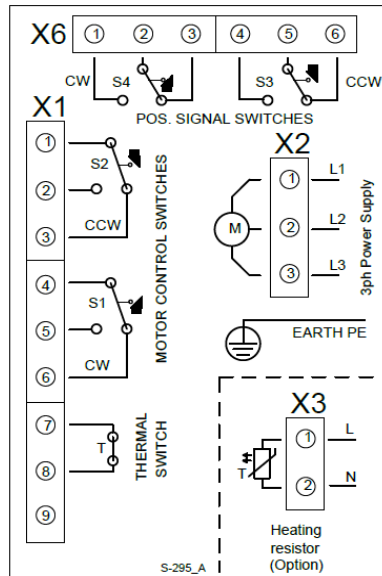 X6 1 2 3 4 5 6
CW S4 S3 CCW
POS. SIGNAL SWITCHES
X1
1
S2
2
CCW
3
4
S1
5
CW
6
MOTOR CONTROL SWITCHES
7
T
8
9
THERMAL
SWITCH
X2
1 L1
M 2 L2
3 L3
3ph Power Supply
EARTH PE
X3
1 L
T
2 N
Heating
resistor
(Option)
S-295_A